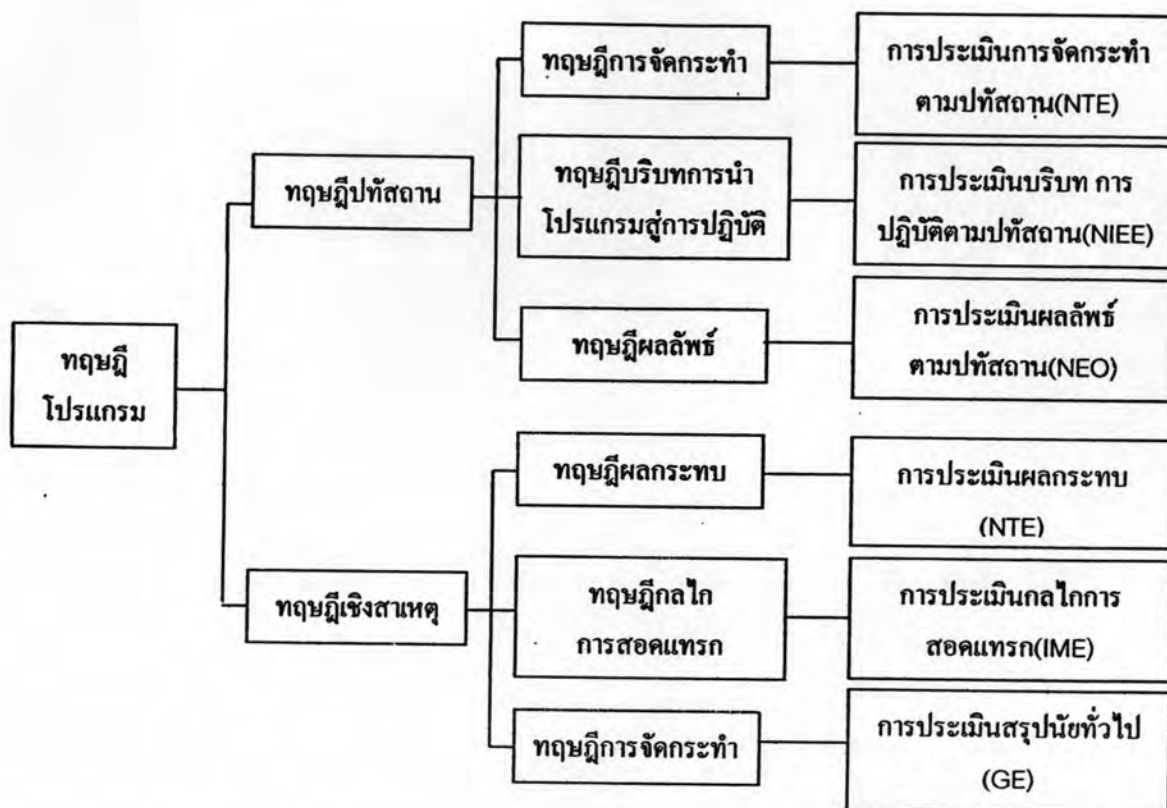 ทฤษฎี
โปรแกรม
ทฤษฎีปทัสถาน
ทฤษฎีการจัดกระทำ
การประเมินการจัดกระทำ
ตามปทัสถาน(NTE)
ทฤษฎีบริบทการนำ
โปรแกรมสู่การปฏิบัติ
การประเมินบริบท การ
ปฏิบัติตามปทัสถาน(NIEE)
ทฤษฎีผลลัพธ์
การประเมินผลลัพธ์
ตามปทัสถาน(NEO)
ทฤษฎีเชิงสาเหตุ
ทฤษฎีผลกระทบ
การประเมินผลกระทบ
(NTE)
ทฤษฎีกลไก
การสอดแทรก
การประเมินกลไกการ
สอดแทรก(IME)
ทฤษฎีการจัดกระทำ
การประเมินสรุปนัยทั่วไป
(GE)